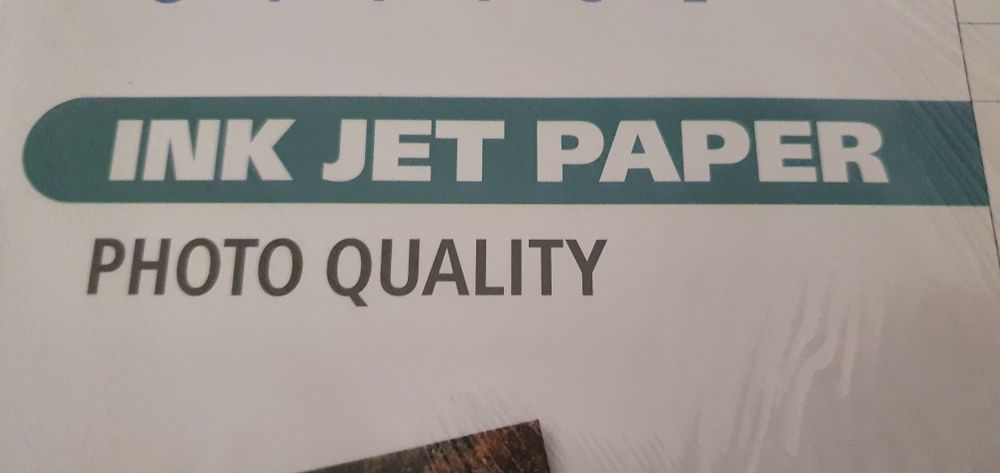 INK JET PAPER
PHOTO QUALITY